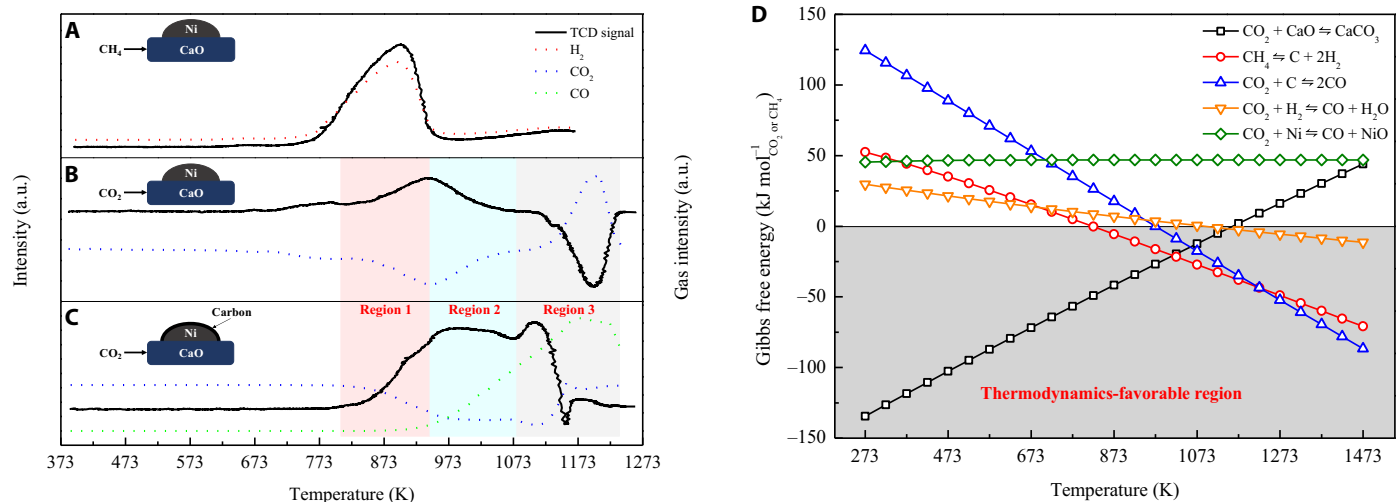 A
Ni
CaO
CH₄
TCD signal
H₂
CO₂
CO
B
Ni
CaO
CO₂
C
Carbon
Ni
CaO
CO₂
Region 1
Region 2
Region 3
Intensity (a.u.)
Gas intensity (a.u.)
373 473 573 673 773 873 973 1073 1173 1273
Temperature (K)
D
CO₂ + CaO ⇋ CaCO₃
CH₄ ⇋ C + 2H₂
CO₂ + C ⇋ 2CO
CO₂ + H₂ ⇋ CO + H₂O
CO₂ + Ni ⇋ CO + NiO
150
100
50
0
−50
−100
−150
Gibbs free energy (kJ mol⁻¹ CO₂ or CH₄)
Thermodynamics-favorable region
273 473 673 873 1073 1273 1473
Temperature (K)